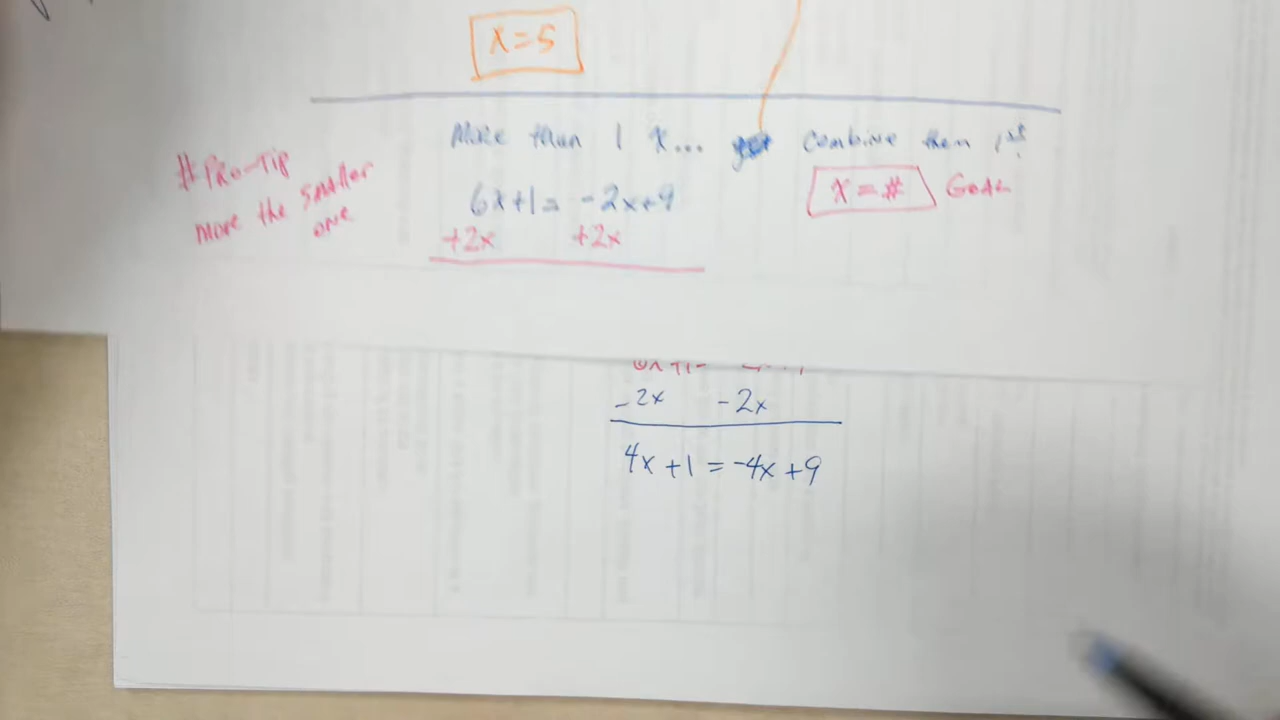 x=5
More than 1 x... combine them 1st.
#PRO-TIP
more the smaller
one
x=# GOAL
6x+1= -2x+9
+2x +2x
-2x -2x
4x+1=-4x+9